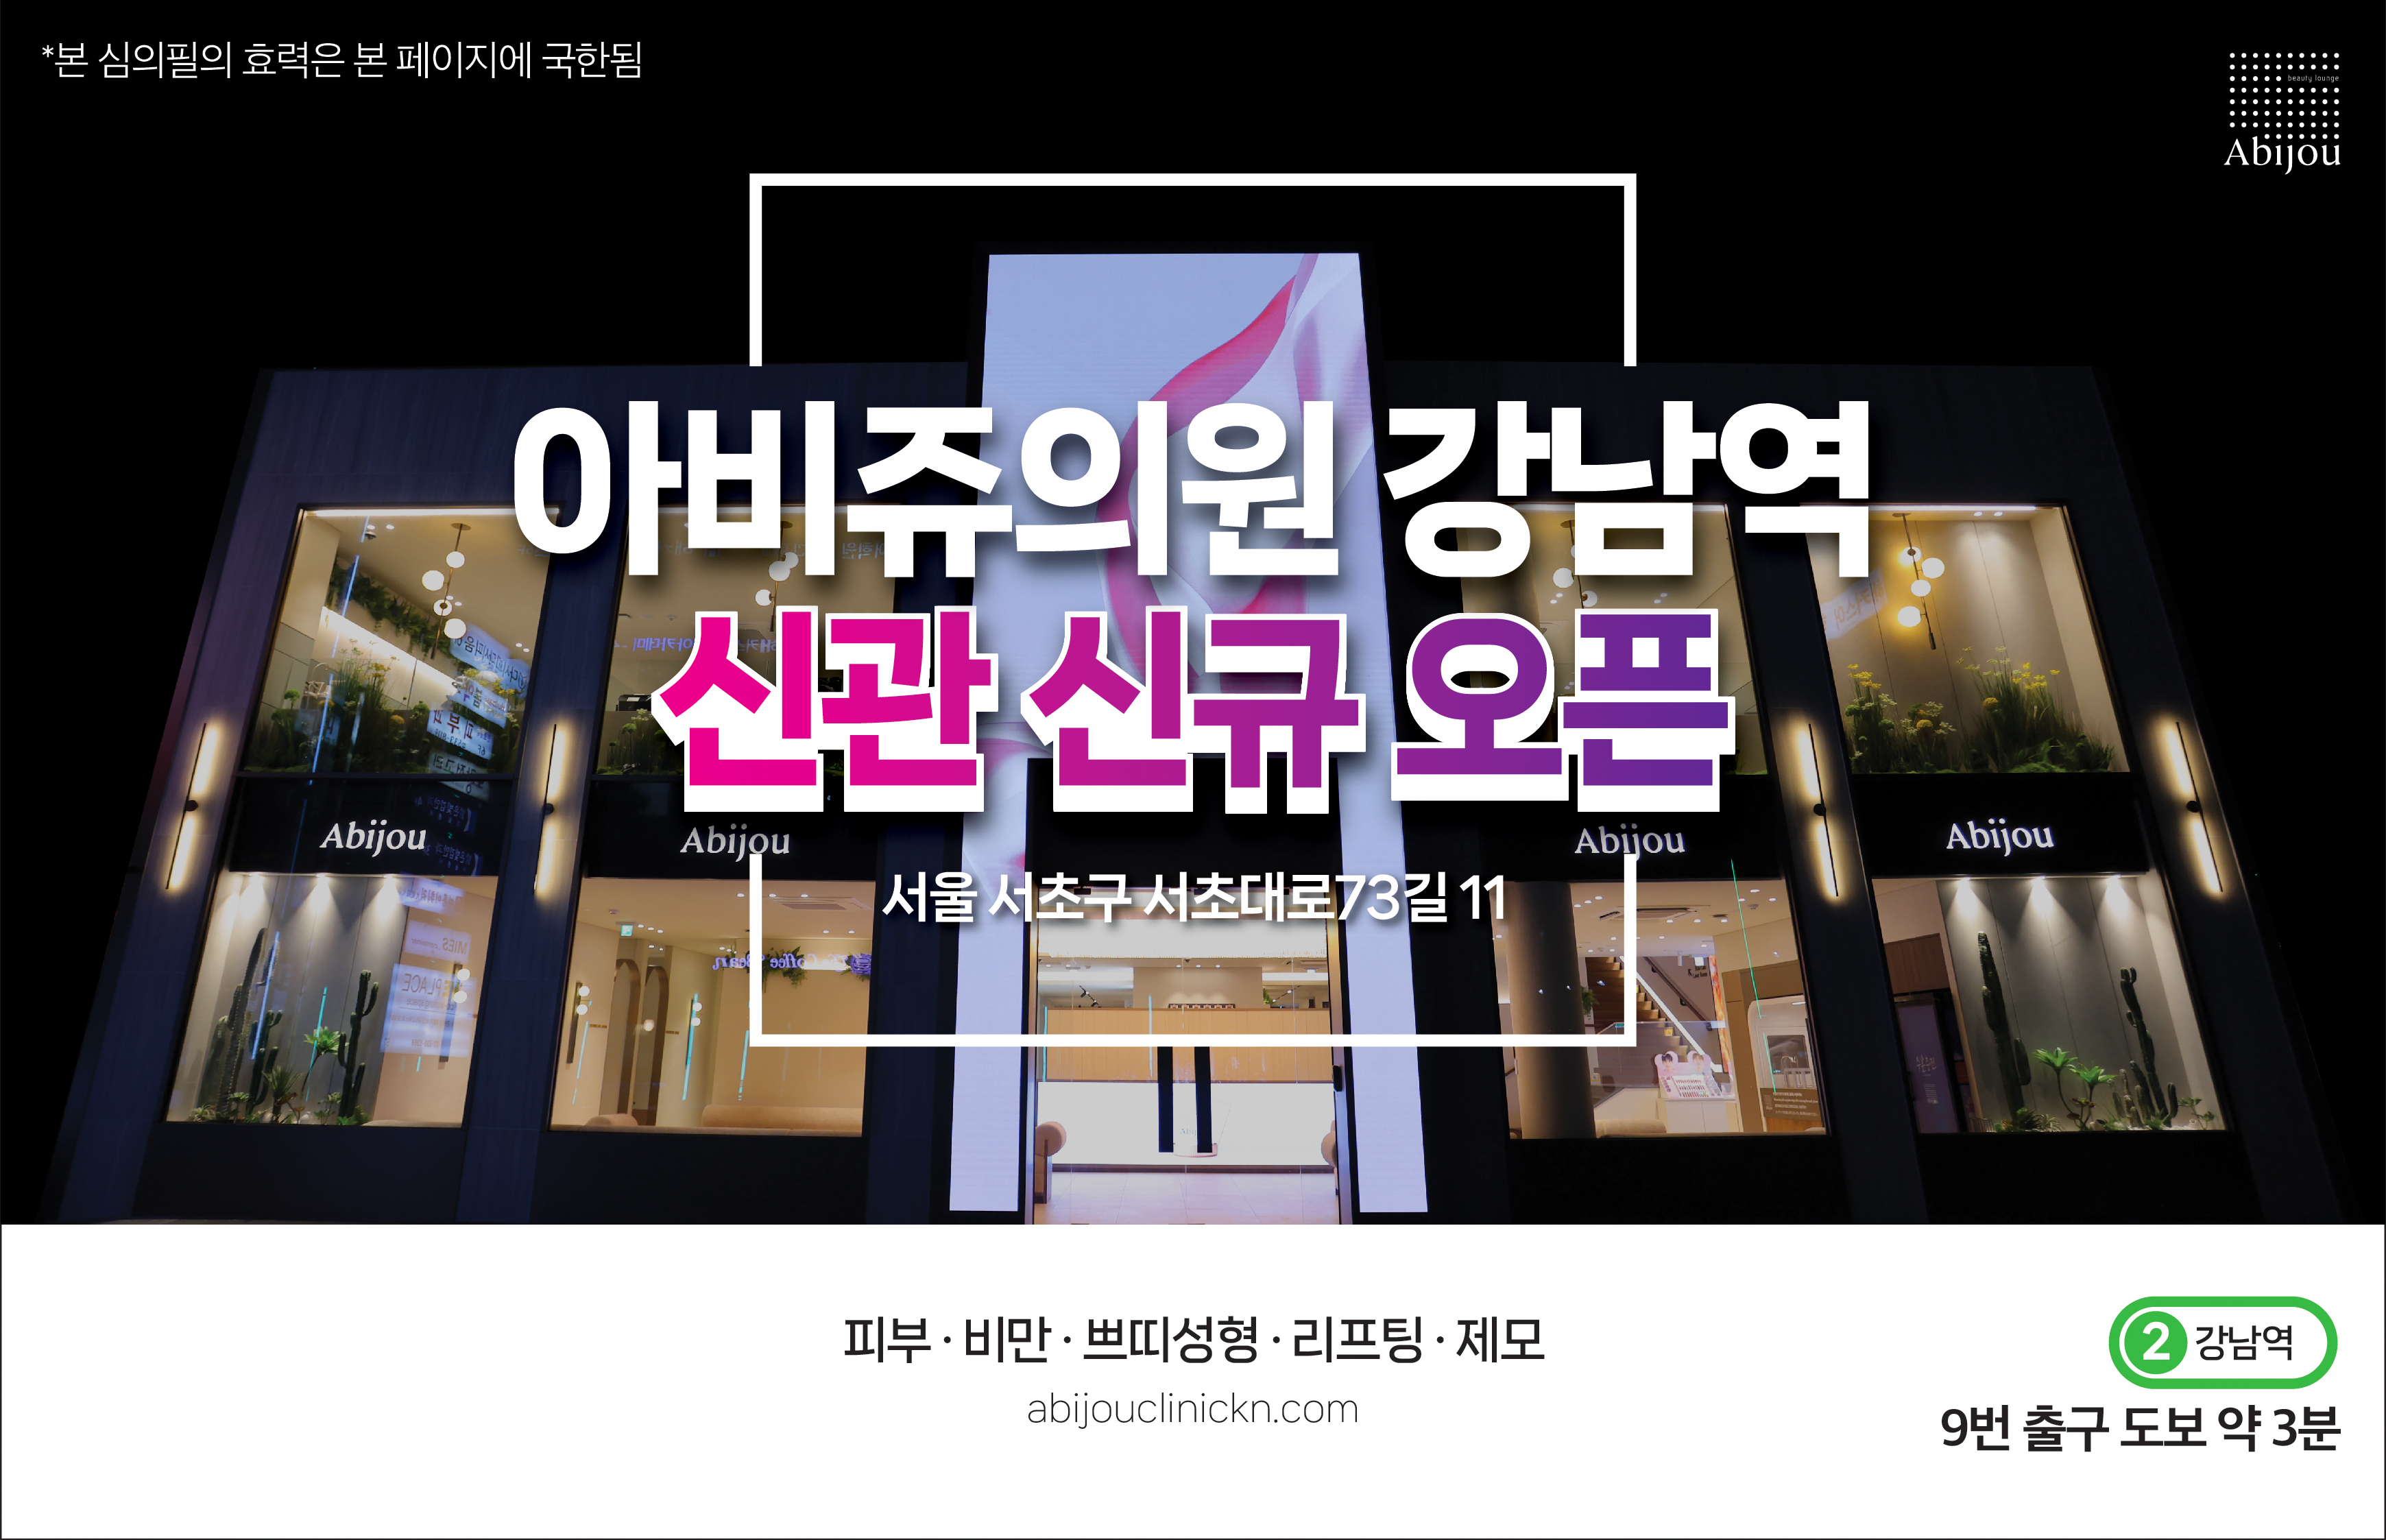 *본 심의필의 효력은 본 페이지에 국한됨
beauty lounge
Abijou
아비쥬의원 강남역
신관 신규 오픈
Abijou
Abijou
Abijou
Abijou
서울 서초구 서초대로73길 11
MIES
PLACE
Coffee Bean
피부 · 비만 · 쁘띠성형 · 리프팅 · 제모
abijouclinickn.com
2 강남역
9번 출구 도보 약 3분